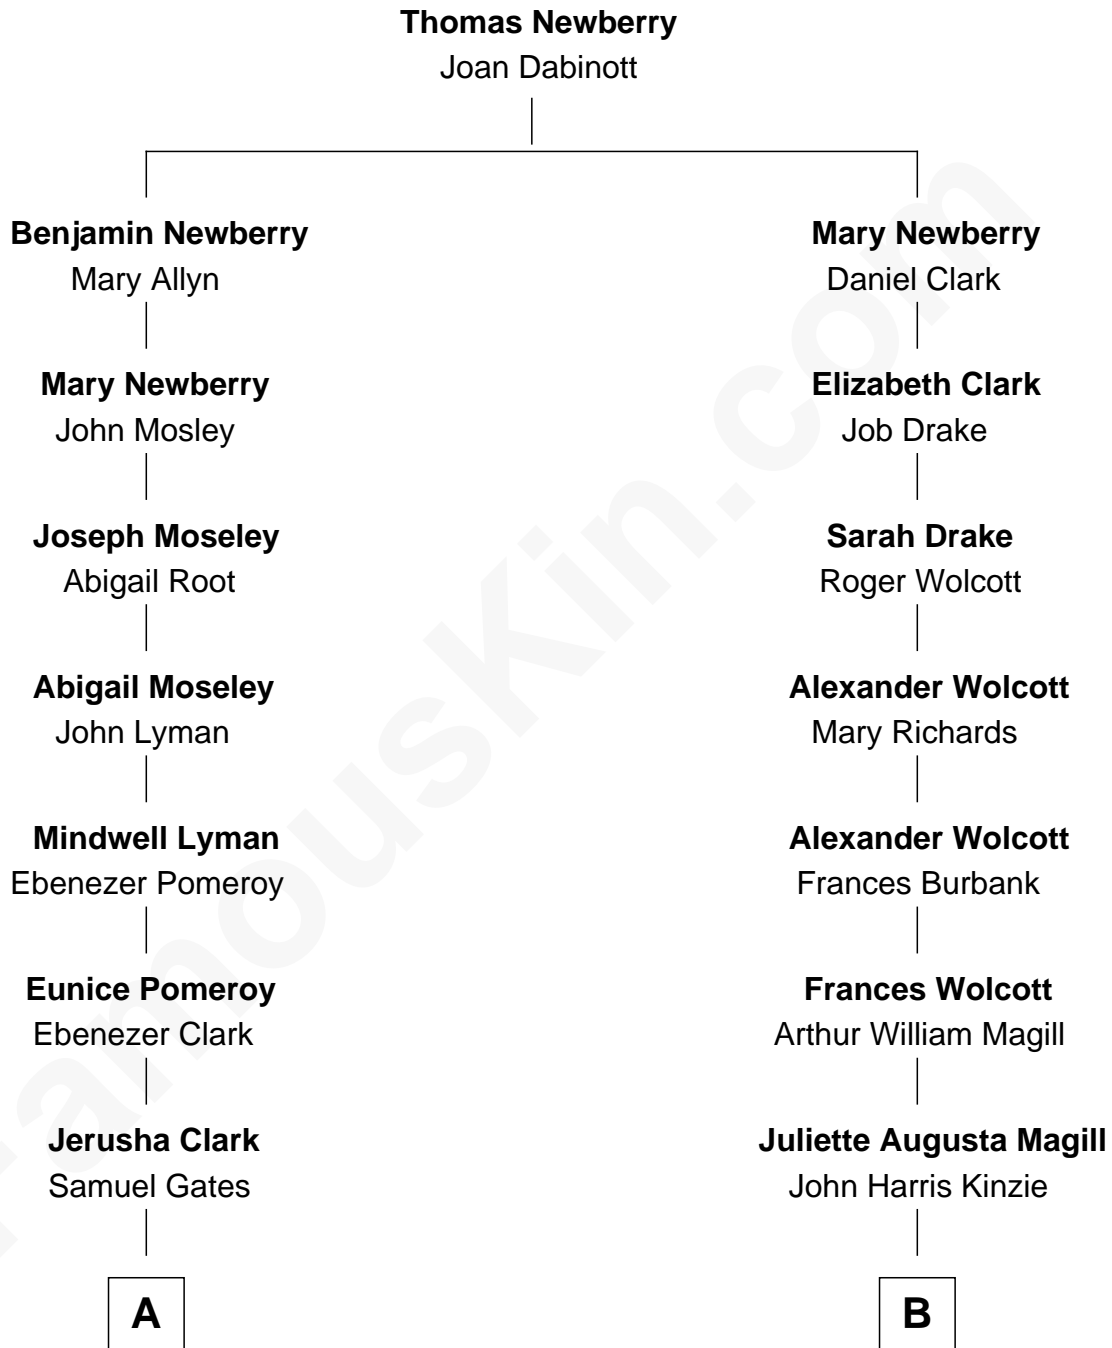 Thomas Newberry
Joan Dabinott
Benjamin Newberry
Mary Allyn
Mary Newberry
Daniel Clark
Mary Newberry
John Mosley
Elizabeth Clark
Job Drake
Joseph Moseley
Abigail Root
Sarah Drake
Roger Wolcott
Abigail Moseley
John Lyman
Alexander Wolcott
Mary Richards
Mindwell Lyman
Ebenezer Pomeroy
Alexander Wolcott
Frances Burbank
Eunice Pomeroy
Ebenezer Clark
Frances Wolcott
Arthur William Magill
Jerusha Clark
Samuel Gates
Juliette Augusta Magill
John Harris Kinzie
A
B
FamousKin.com